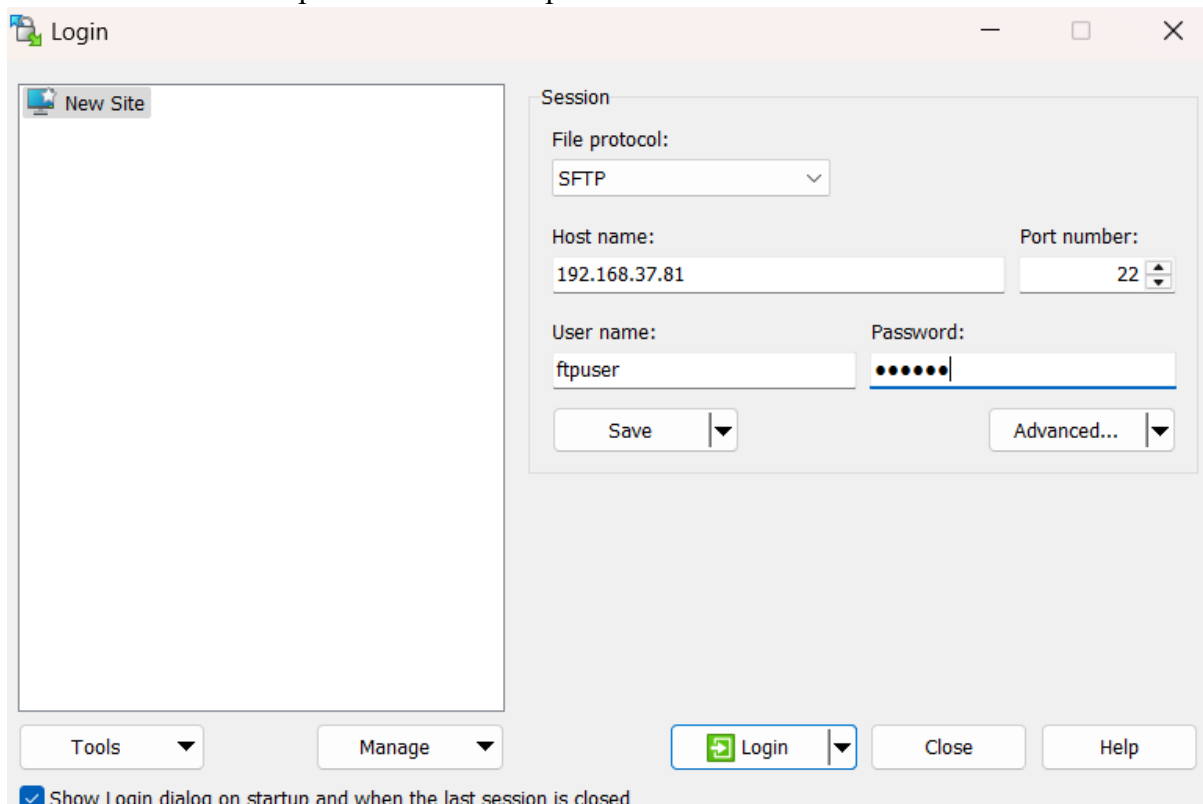 Login
New Site
Session
File protocol:
SFTP
Host name:
Port number:
192.168.37.81
22
User name:
Password:
ftpuser
••••••
Save
Advanced...
Tools
Manage
Login
Close
Help
Show Login dialog on startup and when the last session is closed